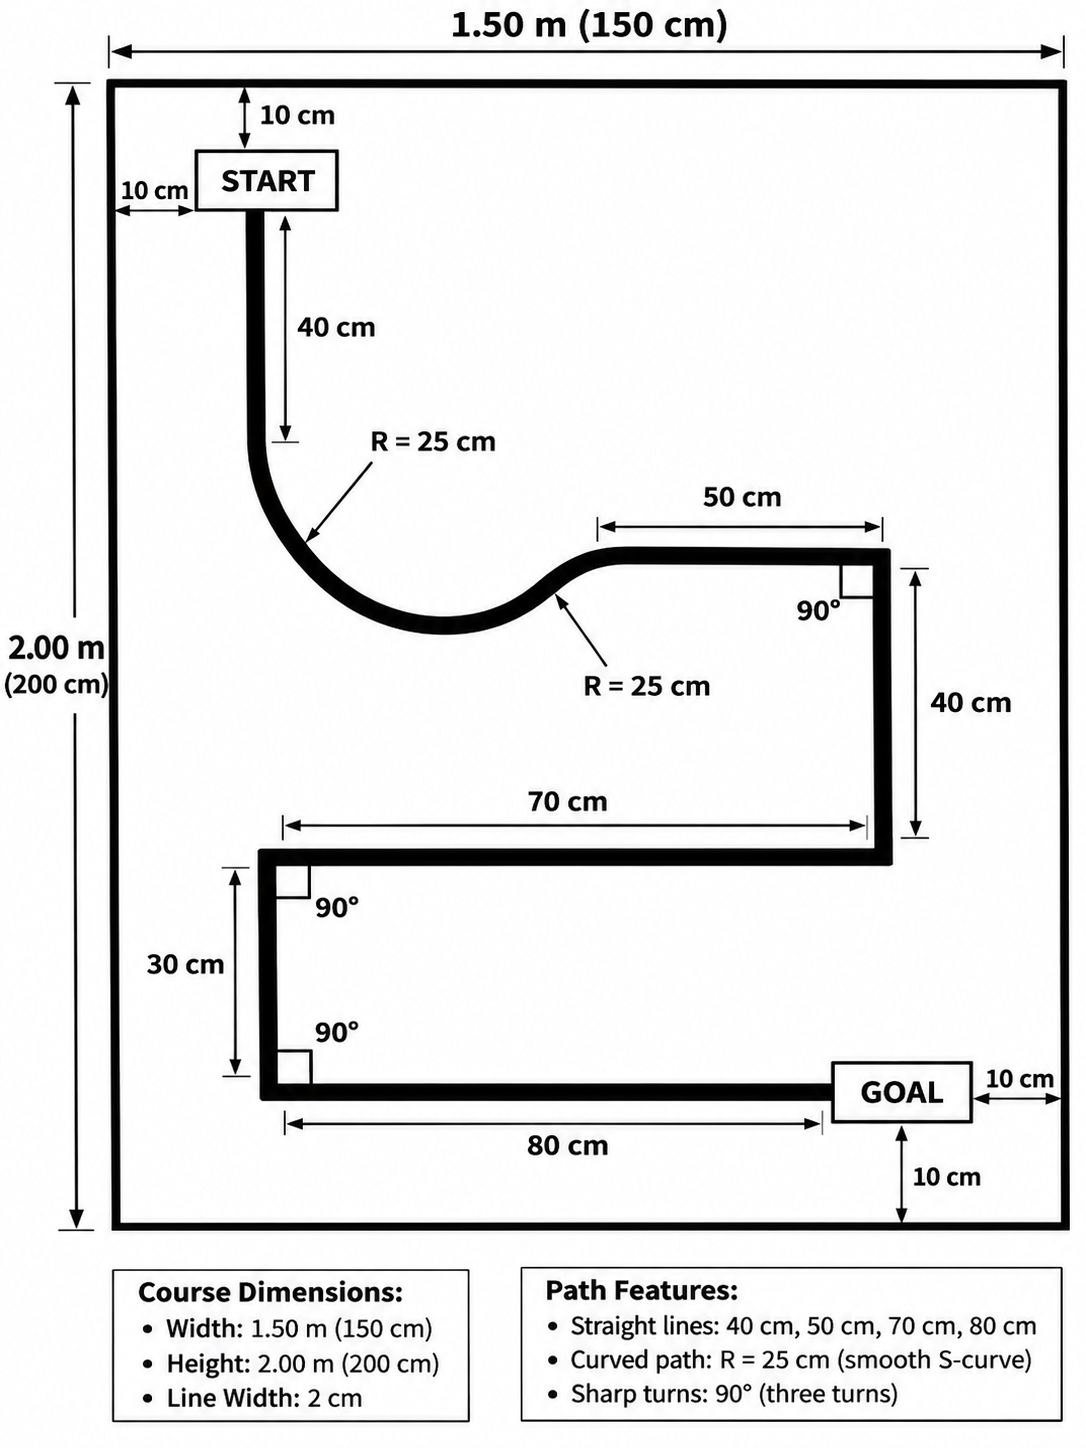 1.50 m (150 cm)
10 cm
START
10 cm
40 cm
R = 25 cm
50 cm
90°
2.00 m
(200 cm)
R = 25 cm
40 cm
70 cm
90°
30 cm
90°
GOAL
10 cm
80 cm
10 cm
Course Dimensions:
• Width: 1.50 m (150 cm)
• Height: 2.00 m (200 cm)
• Line Width: 2 cm
Path Features:
• Straight lines: 40 cm, 50 cm, 70 cm, 80 cm
• Curved path: R = 25 cm (smooth S-curve)
• Sharp turns: 90° (three turns)